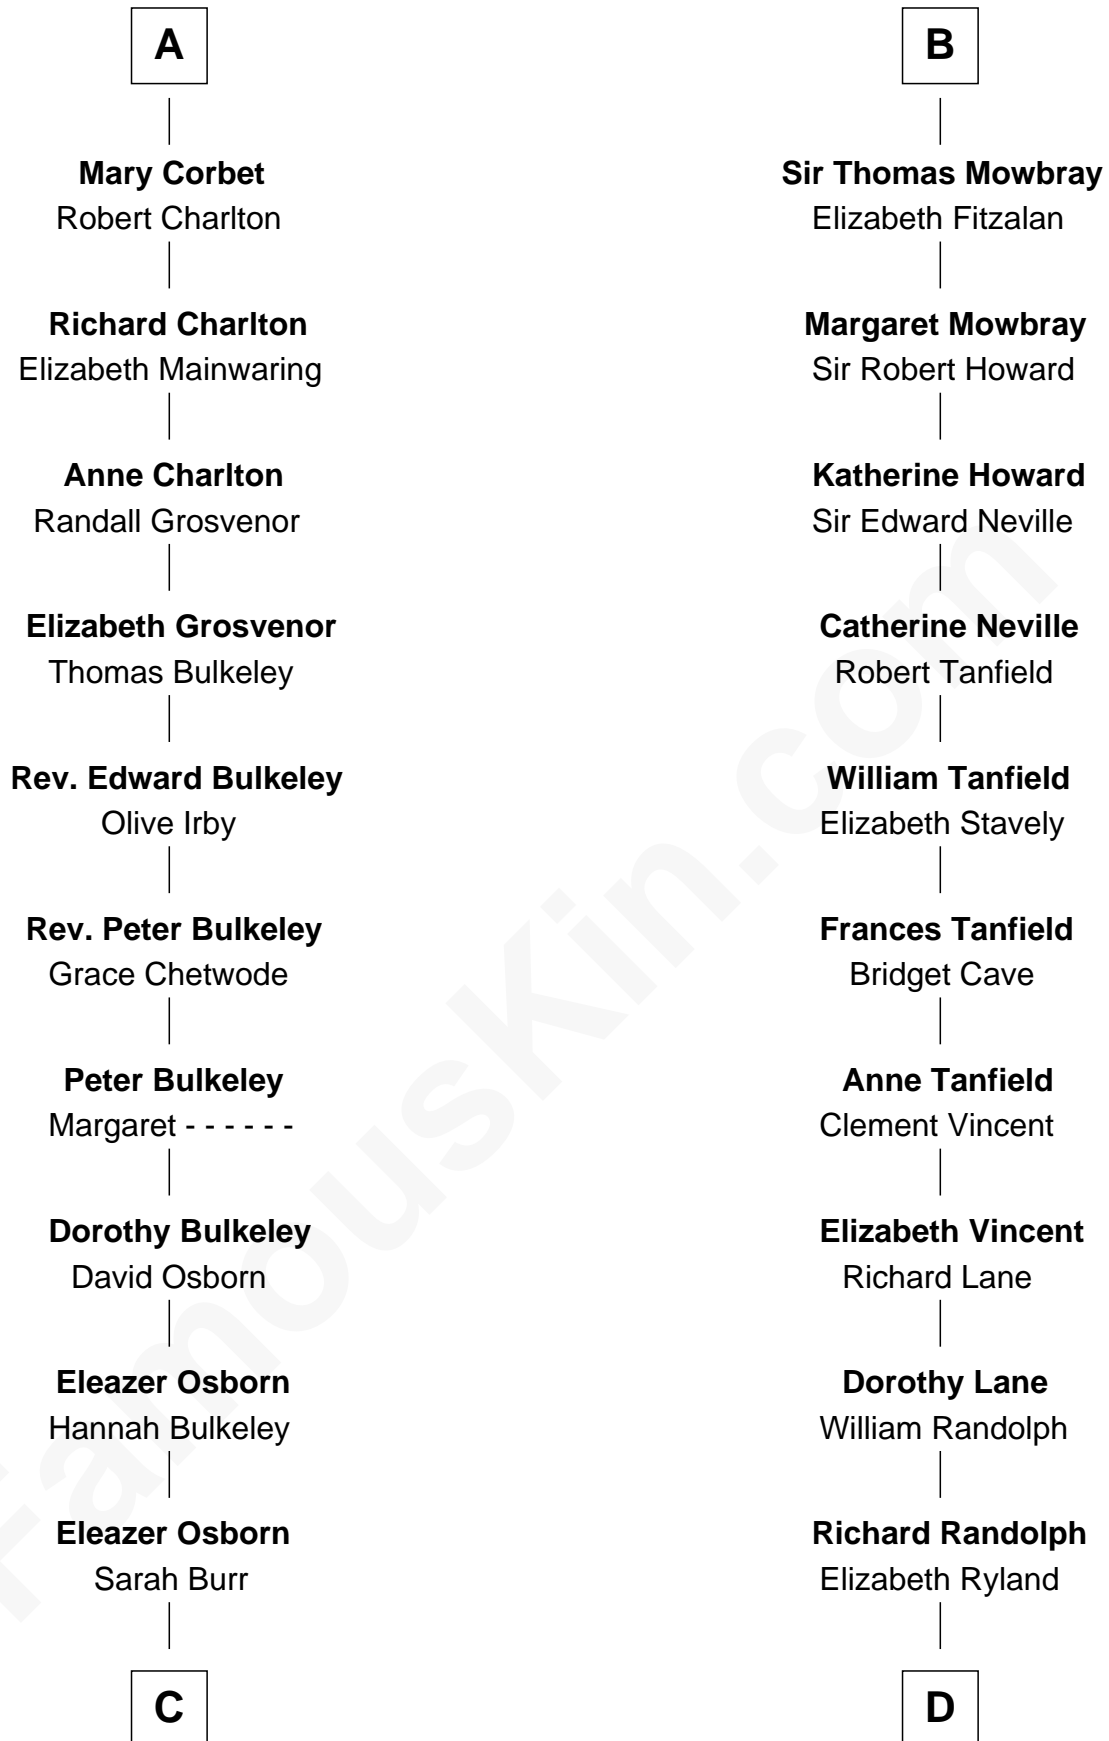 A
Mary Corbet
Robert Charlton
Richard Charlton
Elizabeth Mainwaring
Anne Charlton
Randall Grosvenor
Elizabeth Grosvenor
Thomas Bulkeley
Rev. Edward Bulkeley
Olive Irby
Rev. Peter Bulkeley
Grace Chetwode
Peter Bulkeley
Margaret - - - - - -
Dorothy Bulkeley
David Osborn
Eleazer Osborn
Hannah Bulkeley
Eleazer Osborn
Sarah Burr
C
B
Sir Thomas Mowbray
Elizabeth Fitzalan
Margaret Mowbray
Sir Robert Howard
Katherine Howard
Sir Edward Neville
Catherine Neville
Robert Tanfield
William Tanfield
Elizabeth Stavely
Frances Tanfield
Bridget Cave
Anne Tanfield
Clement Vincent
Elizabeth Vincent
Richard Lane
Dorothy Lane
William Randolph
Richard Randolph
Elizabeth Ryland
D
FamousKin.com